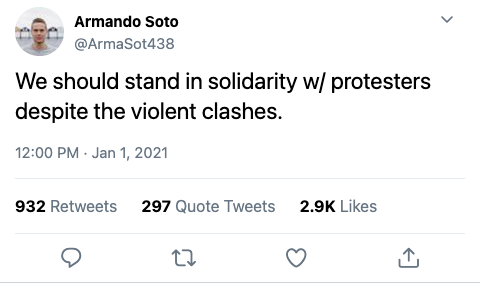 Armando Soto
@ArmaSot438
We should stand in solidarity w/ protesters
despite the violent clashes.
12:00 PM · Jan 1, 2021
932 Retweets 297 Quote Tweets 2.9K Likes